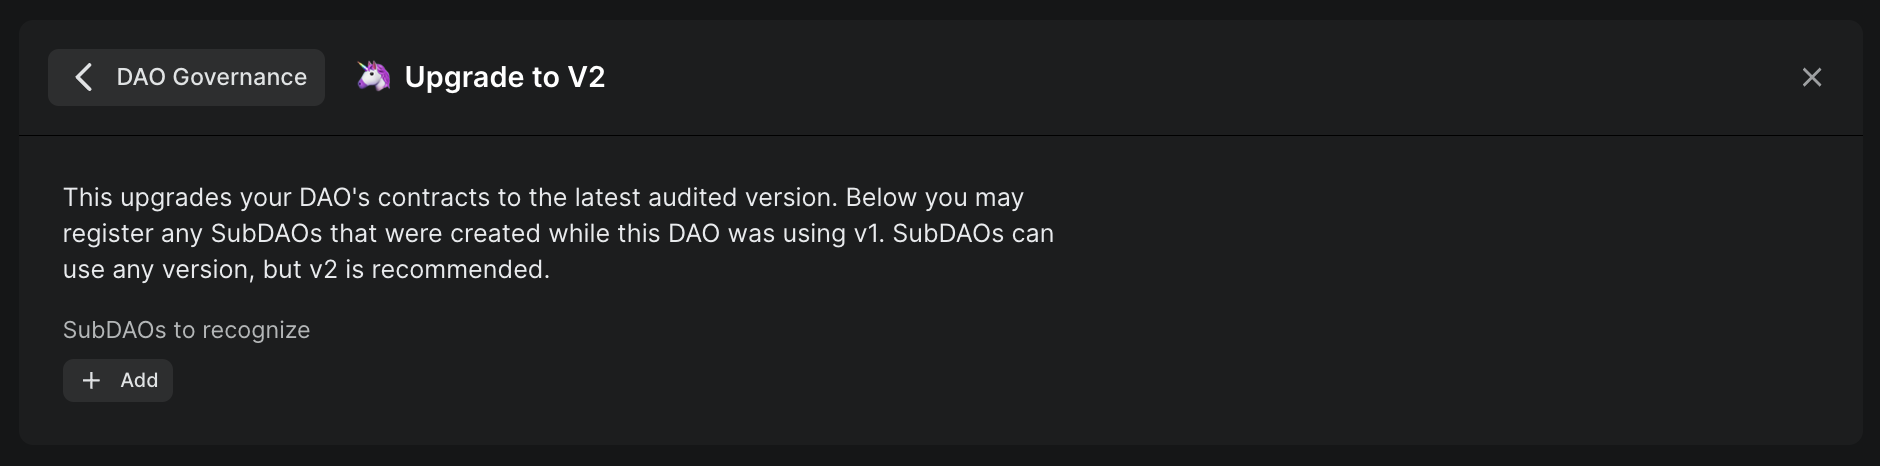 DAO Governance
Upgrade to V2
This upgrades your DAO's contracts to the latest audited version. Below you may
register any SubDAOs that were created while this DAO was using v1. SubDAOs can
use any version, but v2 is recommended.
SubDAOs to recognize
+ Add